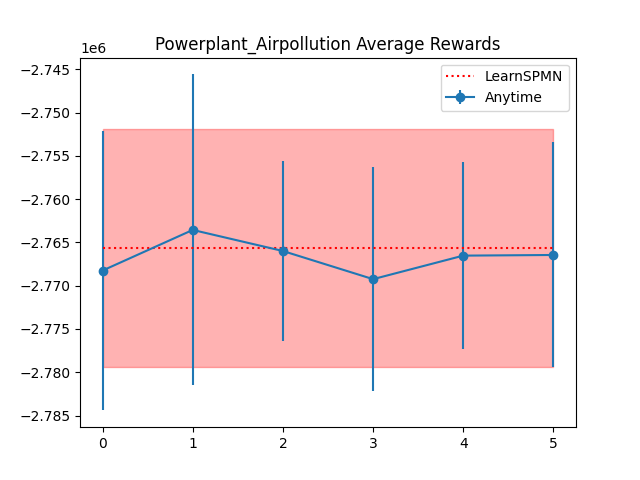 Powerplant_Airpollution Average Rewards
1e6
LearnSPMN
Anytime
−2.745
−2.750
−2.755
−2.760
−2.765
−2.770
−2.775
−2.780
−2.785
0 1 2 3 4 5